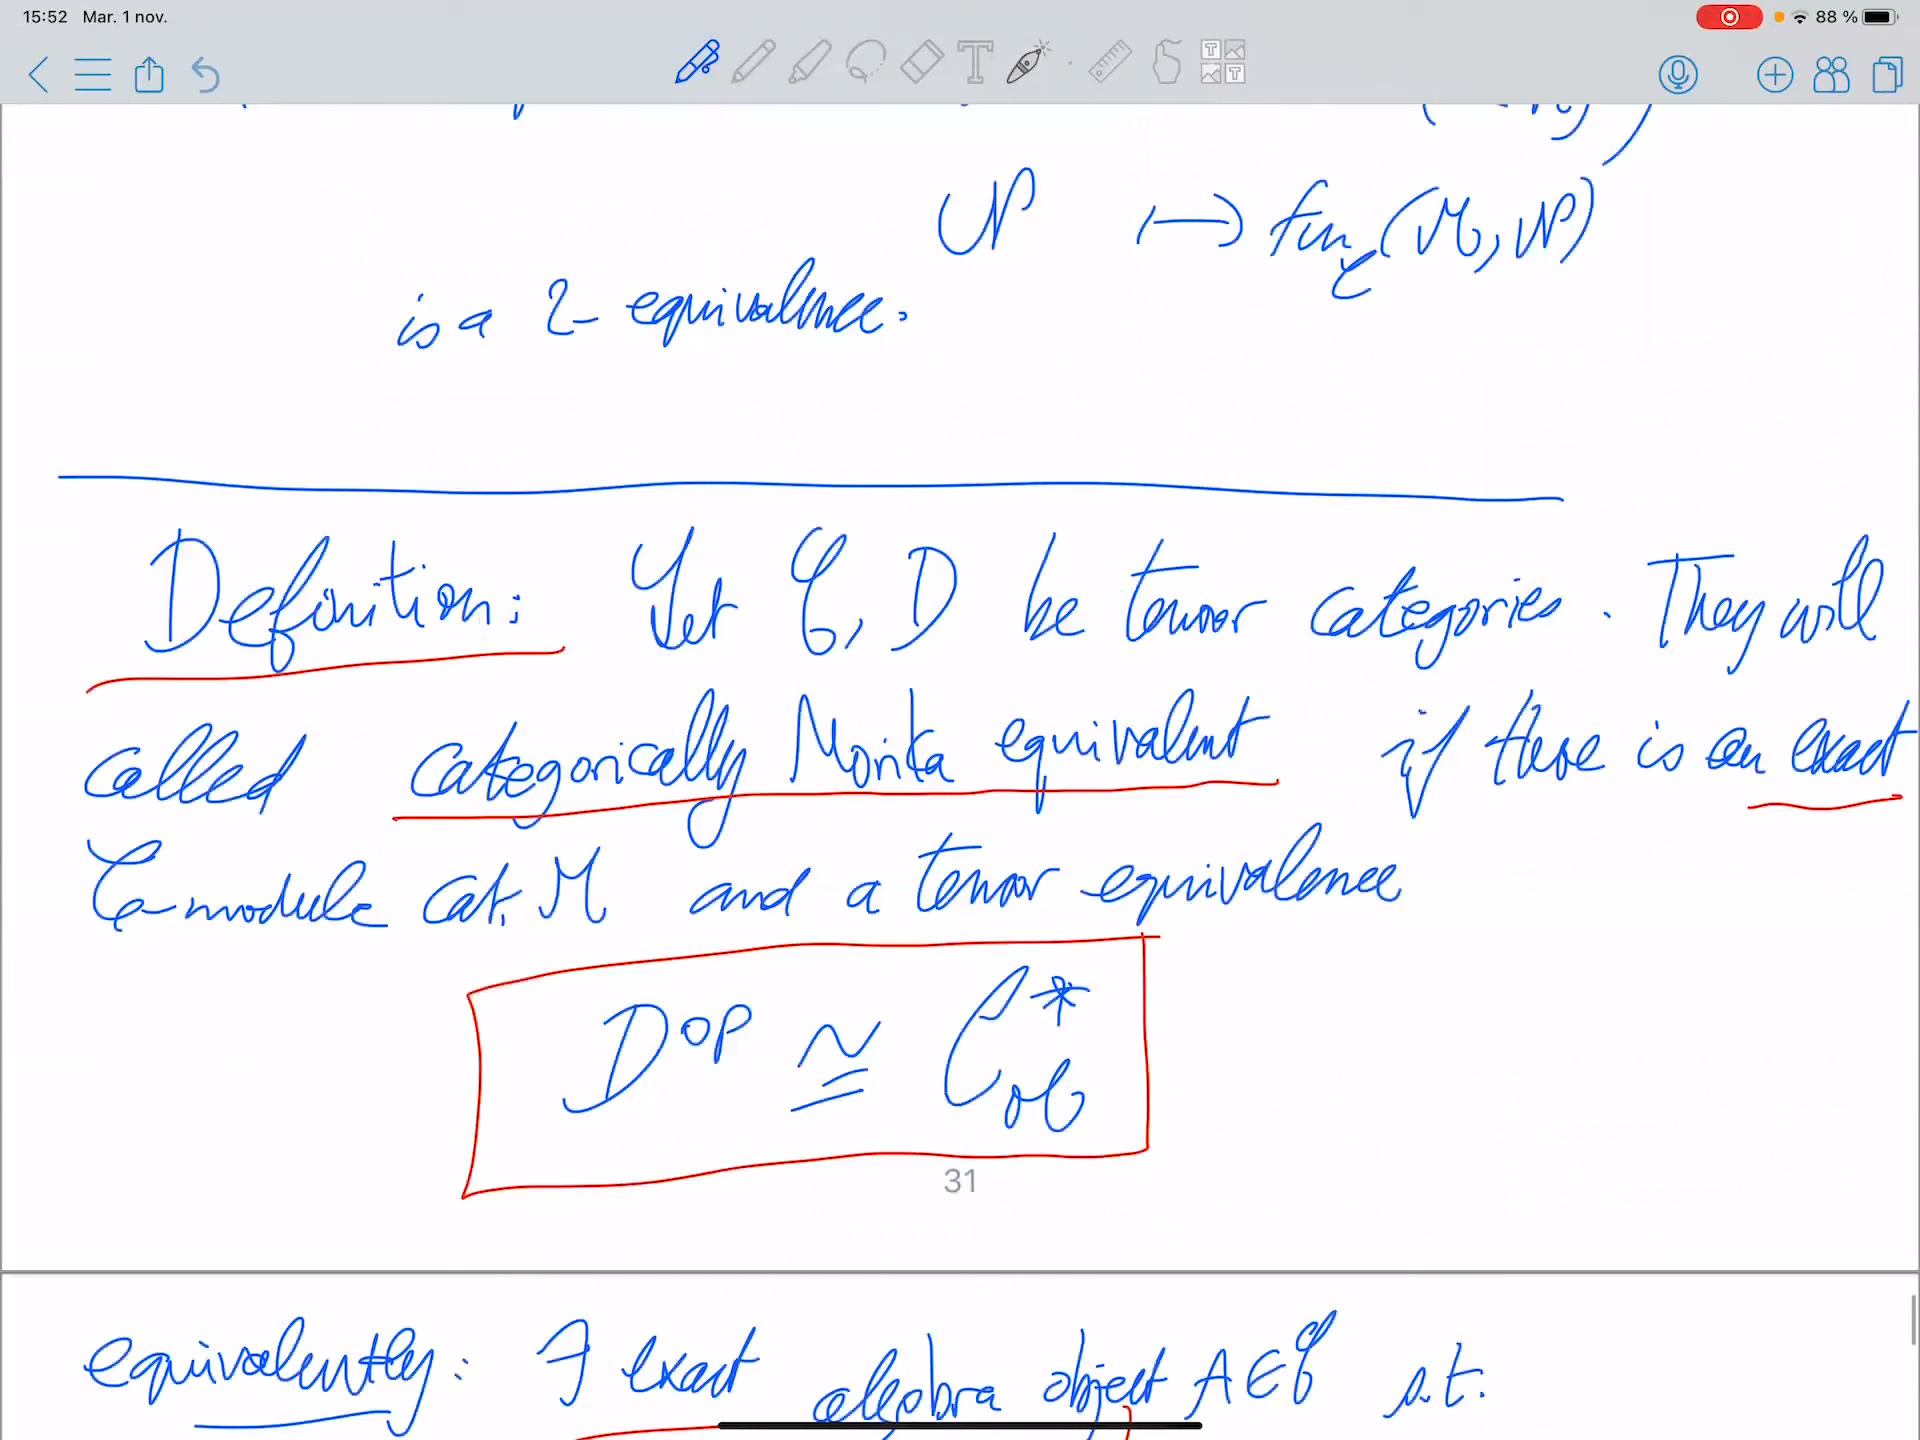 15:52 Mar. 1 nov. 88 %
𝒩 ↦ Fun_𝒞(ℳ, 𝒩)
is a 2-equivalence.
Definition: Let 𝒞, D be tensor categories. They will
called categorically Morita equivalent if there is an exact
𝒞-module cat. ℳ and a tensor equivalence
D^op ≅ 𝒞*_ℳ
31
equivalently: ∃ exact algebra object A ∈ 𝒞 s.t.